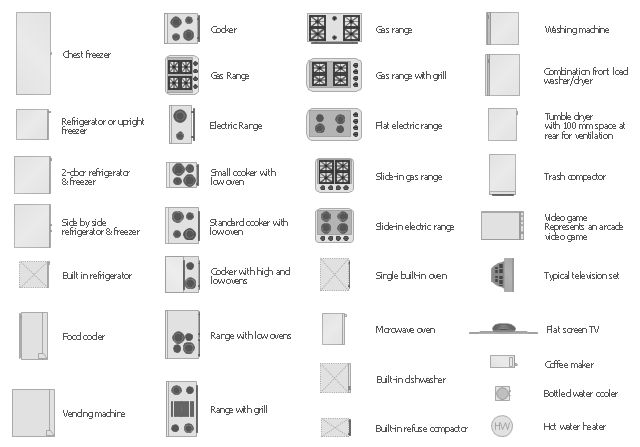 Chest freezer
Refrigerator or upright
freezer
2-door refrigerator
& freezer
Side by side
refrigerator & freezer
Built in refrigerator
Food cooler
Vending machine
Cooker
Gas Range
Electric Range
Small cooker with
low oven
Standard cooker with
low oven
Cooker with high and
low ovens
Range with low ovens
Range with grill
Gas range
Gas range with grill
Flat electric range
Slide-in gas range
Slide-in electric range
Single built-in oven
Microwave oven
Built-in dishwasher
Built-in refuse compactor
Washing machine
Combination front load
washer/dryer
Tumble dryer
with 100 mm space at
rear for ventilation
Trash compactor
Video game
Represents an arcade
video game
Typical television set
Flat screen TV
Coffee maker
Bottled water cooler
HW
Hot water heater